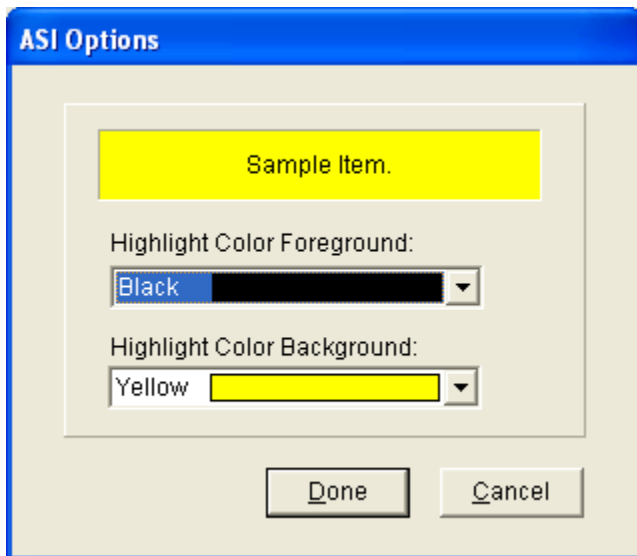 ASI Options
Sample Item.
Highlight Color Foreground:
Black
Highlight Color Background:
Yellow
Done
Cancel